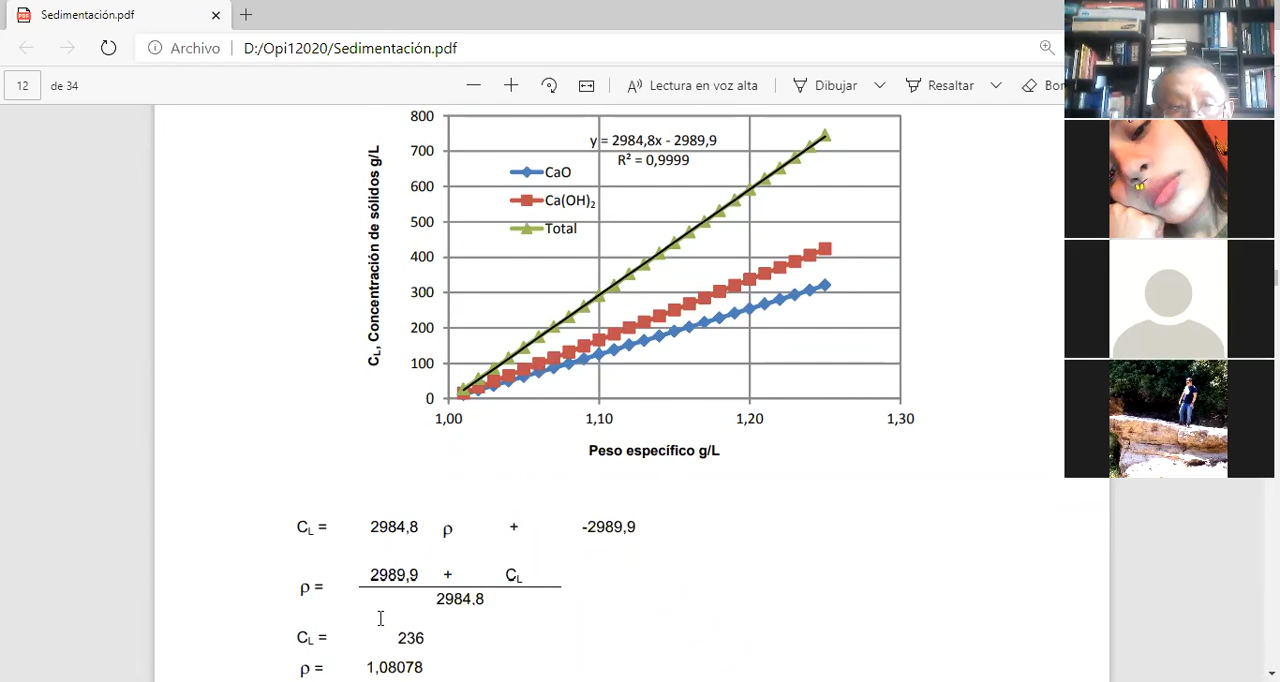 Sedimentación.pdf
Archivo D:/Opi12020/Sedimentación.pdf
12 de 34
Lectura en voz alta
Dibujar
Resaltar
Bor
800
700
600
500
400
300
200
100
0
CL, Concentración de sólidos g/L
y = 2984,8x - 2989,9
R² = 0,9999
CaO
Ca(OH)₂
Total
1,00 1,10 1,20 1,30
Peso específico g/L
CL = 2984,8 ρ + -2989,9
2989,9 + CL
ρ =
2984,8
CL = 236
ρ = 1,08078